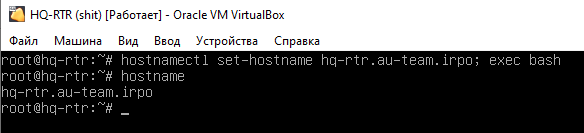 HQ-RTR (shit) [Работает] - Oracle VM VirtualBox
Файл Машина Вид Ввод Устройства Справка
root@hq-rtr:~# hostnamectl set-hostname hq-rtr.au-team.irpo; exec bash
root@hq-rtr:~# hostname
hq-rtr.au-team.irpo
root@hq-rtr:~# _